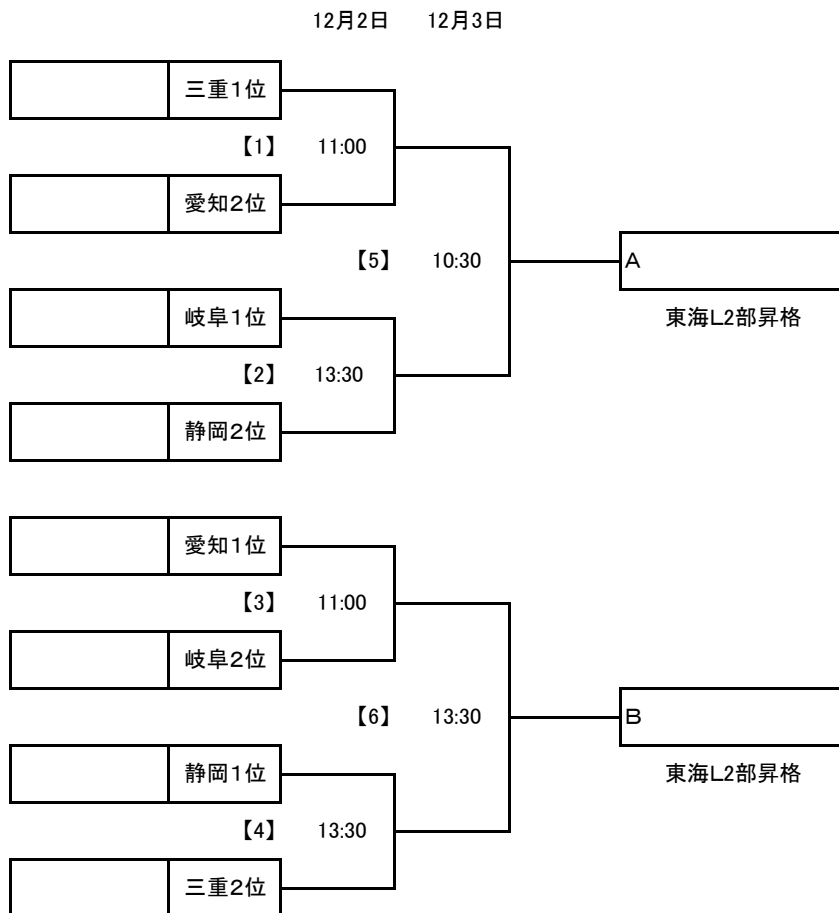 12月2日 12月3日
三重1位
【1】 11:00
愛知2位
【5】 10:30
A
岐阜1位
東海L2部昇格
【2】 13:30
静岡2位
愛知1位
【3】 11:00
岐阜2位
【6】 13:30
B
静岡1位
東海L2部昇格
【4】 13:30
三重2位